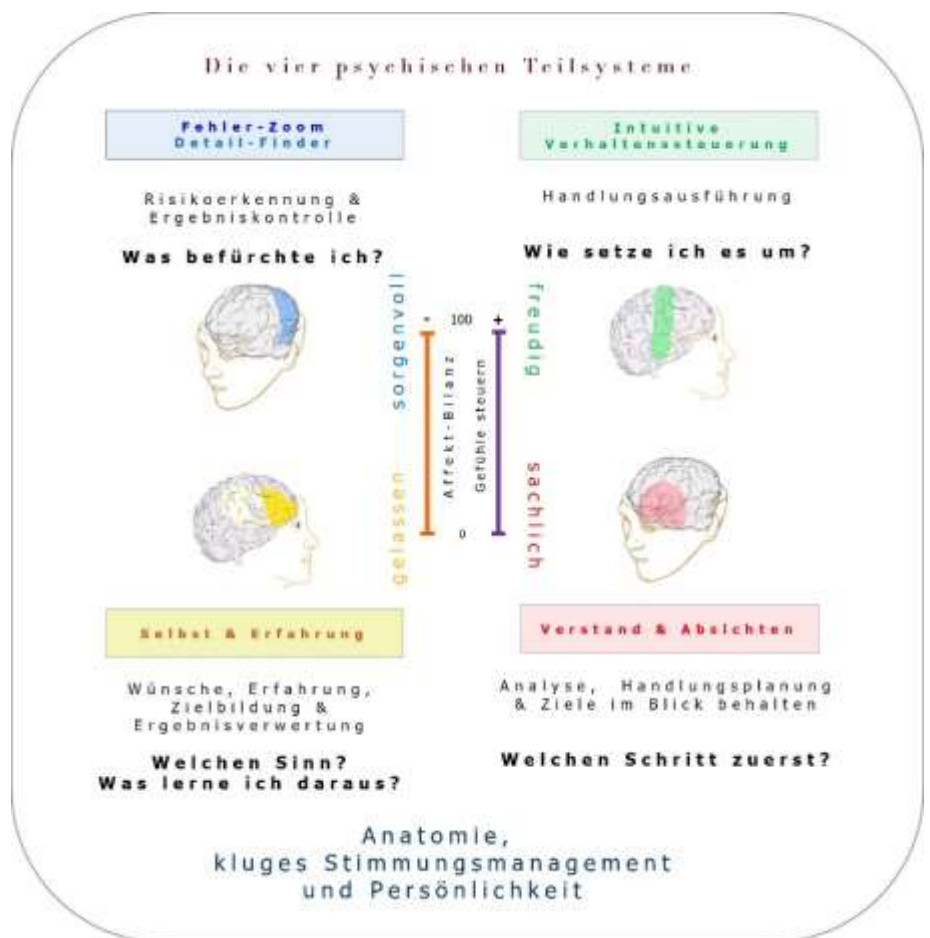 Die vier psychischen Teilsysteme
Fehler-Zoom
Detail-Finder
Risikoerkennung &
Ergebniskontrolle
Was befürchte ich?
Intuitive
Verhaltenssteuerung
Handlungsausführung
Wie setze ich es um?
sorgenvoll
gelassen
- 100 +
Affekt-Bilanz
Gefühle steuern
0
freudig
sachlich
Selbst & Erfahrung
Wünsche, Erfahrung,
Zielbildung &
Ergebnisverwertung
Welchen Sinn?
Was lerne ich daraus?
Verstand & Absichten
Analyse, Handlungsplanung
& Ziele im Blick behalten
Welchen Schritt zuerst?
Anatomie,
kluges Stimmungsmanagement
und Persönlichkeit